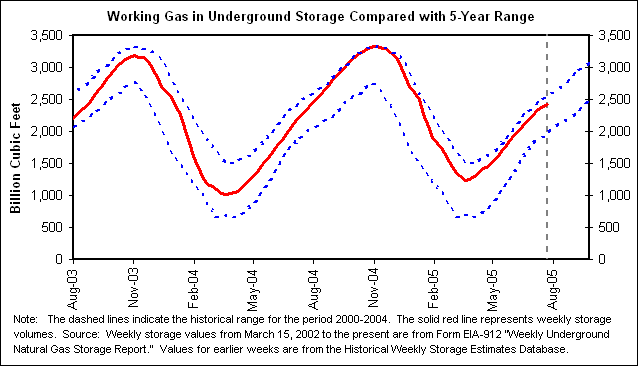 Working Gas in Underground Storage Compared with 5-Year Range
Billion Cubic Feet
3,500
3,000
2,500
2,000
1,500
1,000
500
0
3,500
3,000
2,500
2,000
1,500
1,000
500
0
Aug-03
Nov-03
Feb-04
May-04
Aug-04
Nov-04
Feb-05
May-05
Aug-05
Note: The dashed lines indicate the historical range for the period 2000-2004. The solid red line represents weekly storage
volumes. Source: Weekly storage values from March 15, 2002 to the present are from Form EIA-912 "Weekly Underground
Natural Gas Storage Report." Values for earlier weeks are from the Historical Weekly Storage Estimates Database.